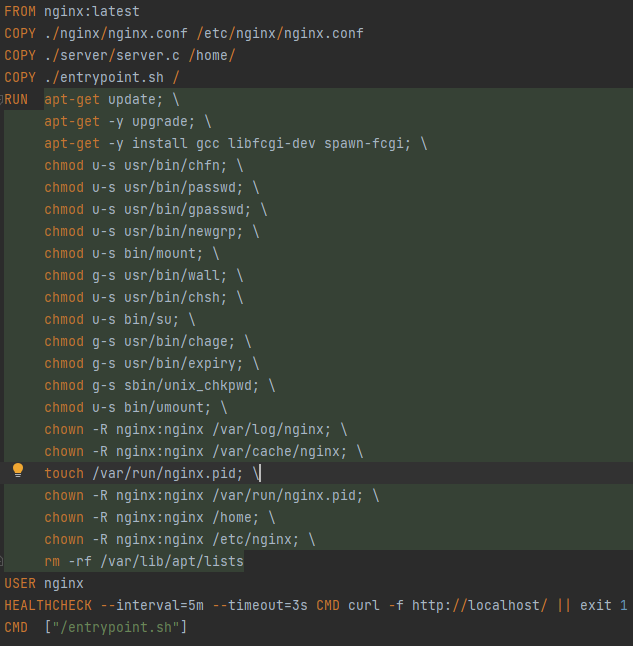 FROM nginx:latest
COPY ./nginx/nginx.conf /etc/nginx/nginx.conf
COPY ./server/server.c /home/
COPY ./entrypoint.sh /
RUN apt-get update; \
apt-get -y upgrade; \
apt-get -y install gcc libfcgi-dev spawn-fcgi; \
chmod u-s usr/bin/chfn; \
chmod u-s usr/bin/passwd; \
chmod u-s usr/bin/gpasswd; \
chmod u-s usr/bin/newgrp; \
chmod u-s bin/mount; \
chmod g-s usr/bin/wall; \
chmod u-s usr/bin/chsh; \
chmod u-s bin/su; \
chmod g-s usr/bin/chage; \
chmod g-s usr/bin/expiry; \
chmod g-s sbin/unix_chkpwd; \
chmod u-s bin/umount; \
chown -R nginx:nginx /var/log/nginx; \
chown -R nginx:nginx /var/cache/nginx; \
touch /var/run/nginx.pid; \
chown -R nginx:nginx /var/run/nginx.pid; \
chown -R nginx:nginx /home; \
chown -R nginx:nginx /etc/nginx; \
rm -rf /var/lib/apt/lists
USER nginx
HEALTHCHECK --interval=5m --timeout=3s CMD curl -f http://localhost/ || exit 1
CMD ["/entrypoint.sh"]